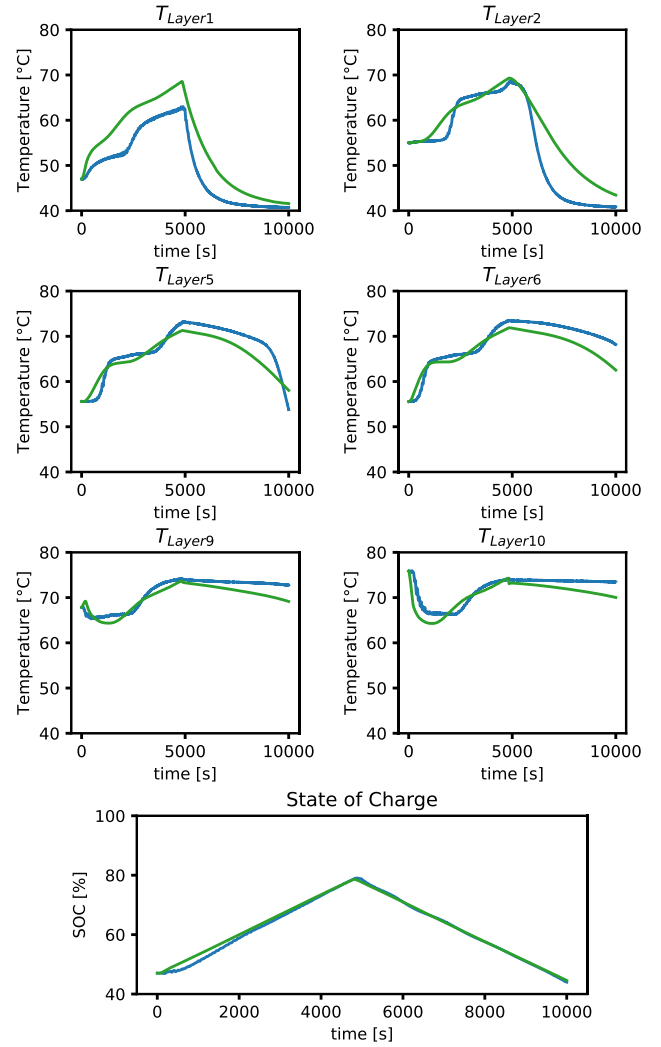 T_Layer1
T_Layer2
80
70
60
50
40
Temperature [°C]
0
5000
10000
time [s]
80
70
60
50
40
Temperature [°C]
0
5000
10000
time [s]
T_Layer5
T_Layer6
80
70
60
50
40
Temperature [°C]
0
5000
10000
time [s]
80
70
60
50
40
Temperature [°C]
0
5000
10000
time [s]
T_Layer9
T_Layer10
80
70
60
50
40
Temperature [°C]
0
5000
10000
time [s]
80
70
60
50
40
Temperature [°C]
0
5000
10000
time [s]
State of Charge
100
80
60
40
SOC [%]
0
2000
4000
6000
8000
10000
time [s]